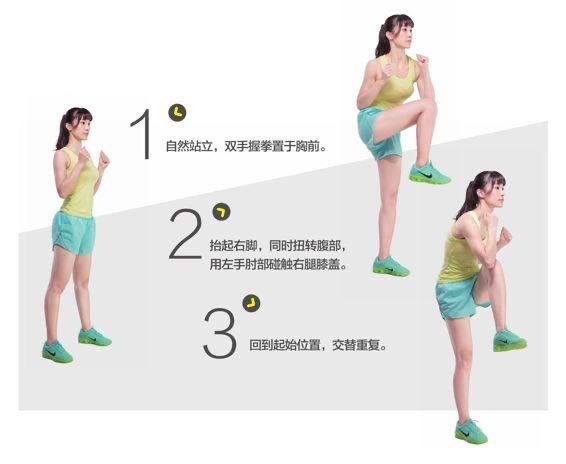 1
自然站立，双手握拳置于胸前。
2
抬起右脚，同时扭转腹部，
用左手肘部碰触右腿膝盖。
3
回到起始位置，交替重复。